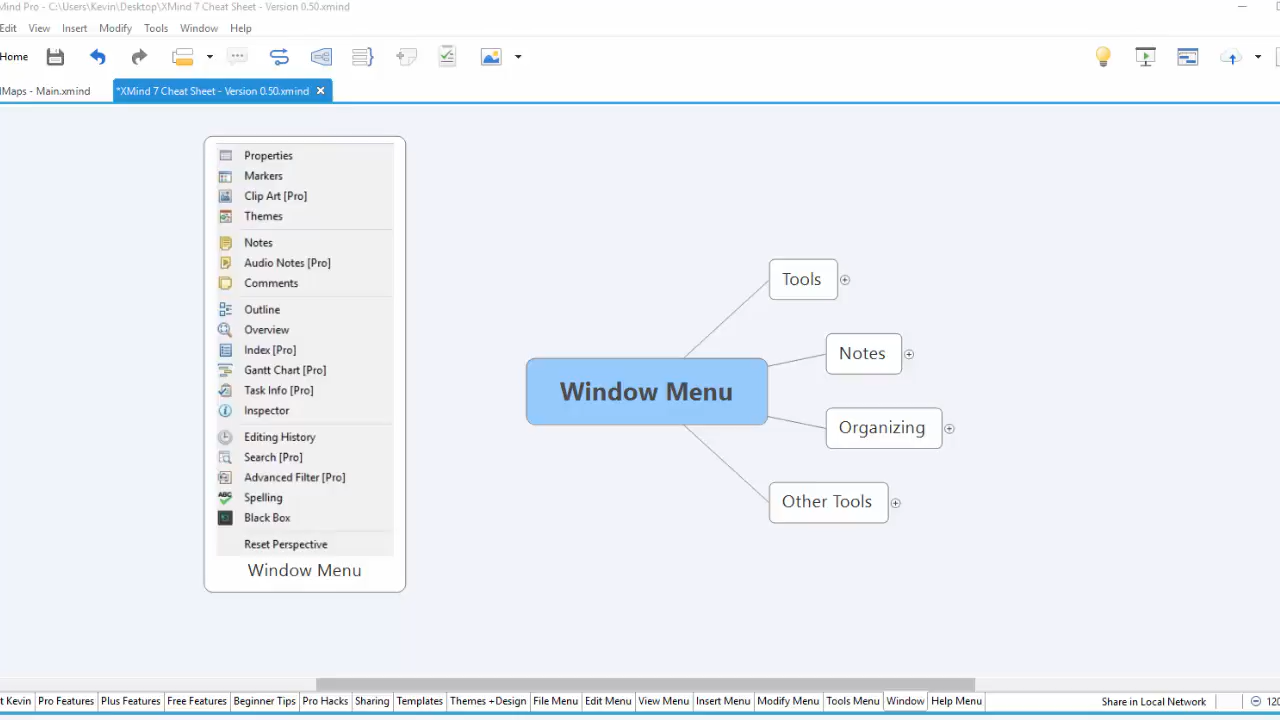 Mind Pro - C:\Users\Kevin\Desktop\XMind 7 Cheat Sheet - Version 0.50.xmind
Edit View Insert Modify Tools Window Help
Home
Maps - Main.xmind *XMind 7 Cheat Sheet - Version 0.50.xmind
Properties
Markers
Clip Art [Pro]
Themes
Notes
Audio Notes [Pro]
Comments
Outline
Overview
Index [Pro]
Gantt Chart [Pro]
Task Info [Pro]
Inspector
Editing History
Search [Pro]
Advanced Filter [Pro]
ABC Spelling
Black Box
Reset Perspective
Window Menu
Window Menu
Tools
Notes
Organizing
Other Tools
t Kevin Pro Features Plus Features Free Features Beginner Tips Pro Hacks Sharing Templates Themes +Design File Menu Edit Menu View Menu Insert Menu Modify Menu Tools Menu Window Help Menu Share in Local Network 120